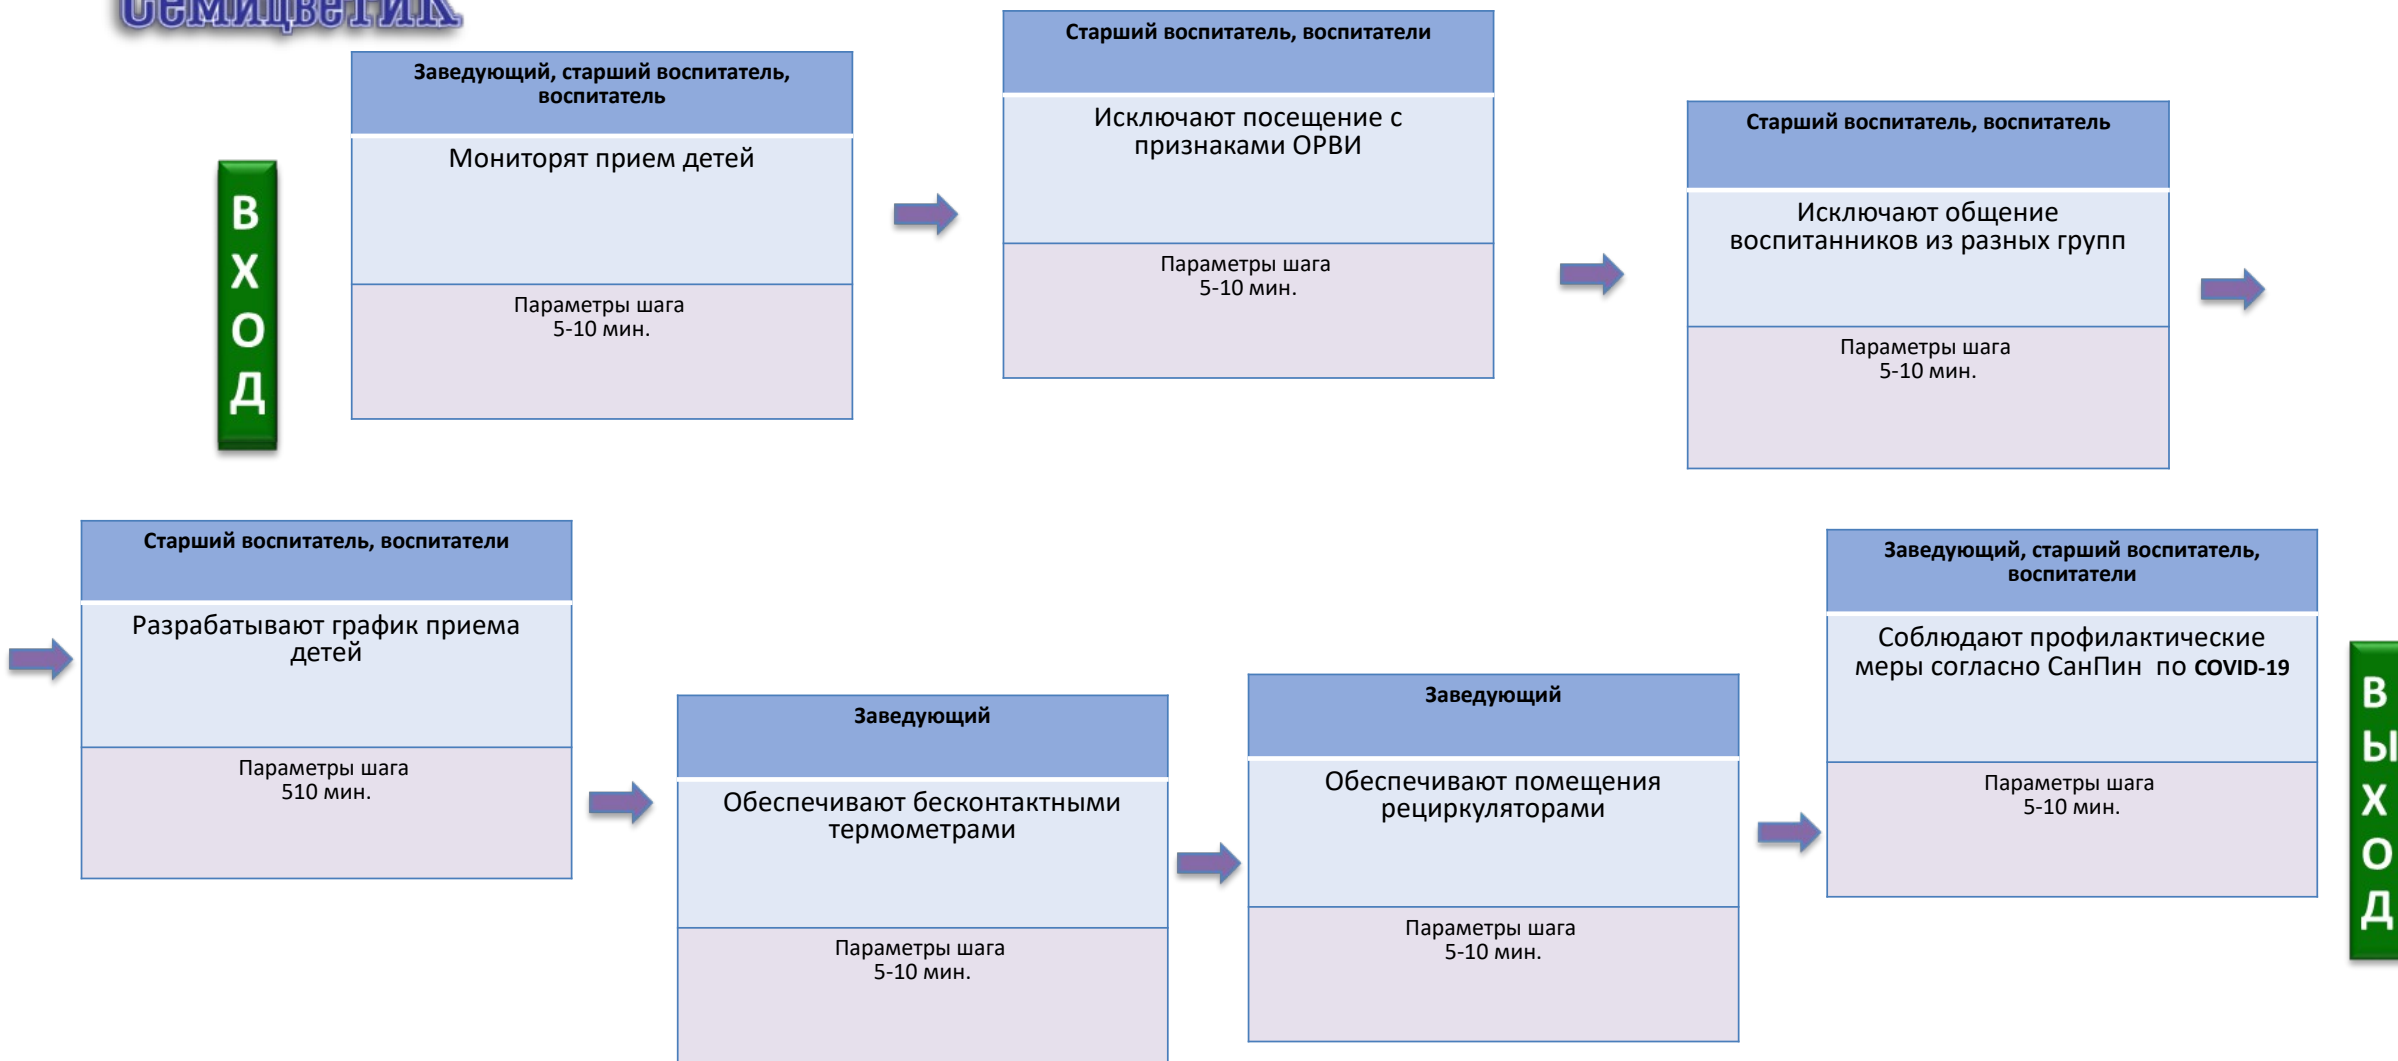 Семицветик
Заведующий, старший воспитатель,
воспитатель
Мониторят прием детей
Параметры шага
5-10 мин.
Старший воспитатель, воспитатели
Исключают посещение с
признаками ОРВИ
Параметры шага
5-10 мин.
Старший воспитатель, воспитатель
Исключают общение
воспитанников из разных групп
Параметры шага
5-10 мин.
ВХОД
Старший воспитатель, воспитатели
Разрабатывают график приема
детей
Параметры шага
510 мин.
Заведующий
Обеспечивают бесконтактными
термометрами
Параметры шага
5-10 мин.
Заведующий
Обеспечивают помещения
рециркуляторами
Параметры шага
5-10 мин.
Заведующий, старший воспитатель,
воспитатели
Соблюдают профилактические
меры согласно СанПин  по COVID-19
Параметры шага
5-10 мин.
ВЫХОД